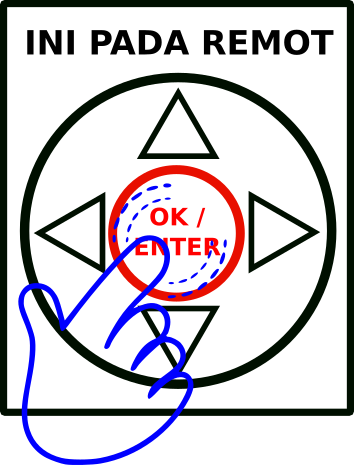 INI PADA REMOT
OK /
ENTER